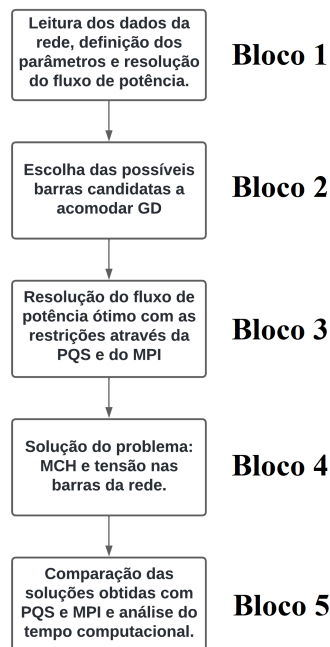 Leitura dos dados da
rede, definição dos
parâmetros e resolução
do fluxo de potência.
Bloco 1
Escolha das possíveis
barras candidatas a
acomodar GD
Bloco 2
Resolução do fluxo de
potência ótimo com as
restrições através da
PQS e do MPI
Bloco 3
Solução do problema:
MCH e tensão nas
barras da rede.
Bloco 4
Comparação das
soluções obtidas com
PQS e MPI e análise do
tempo computacional.
Bloco 5